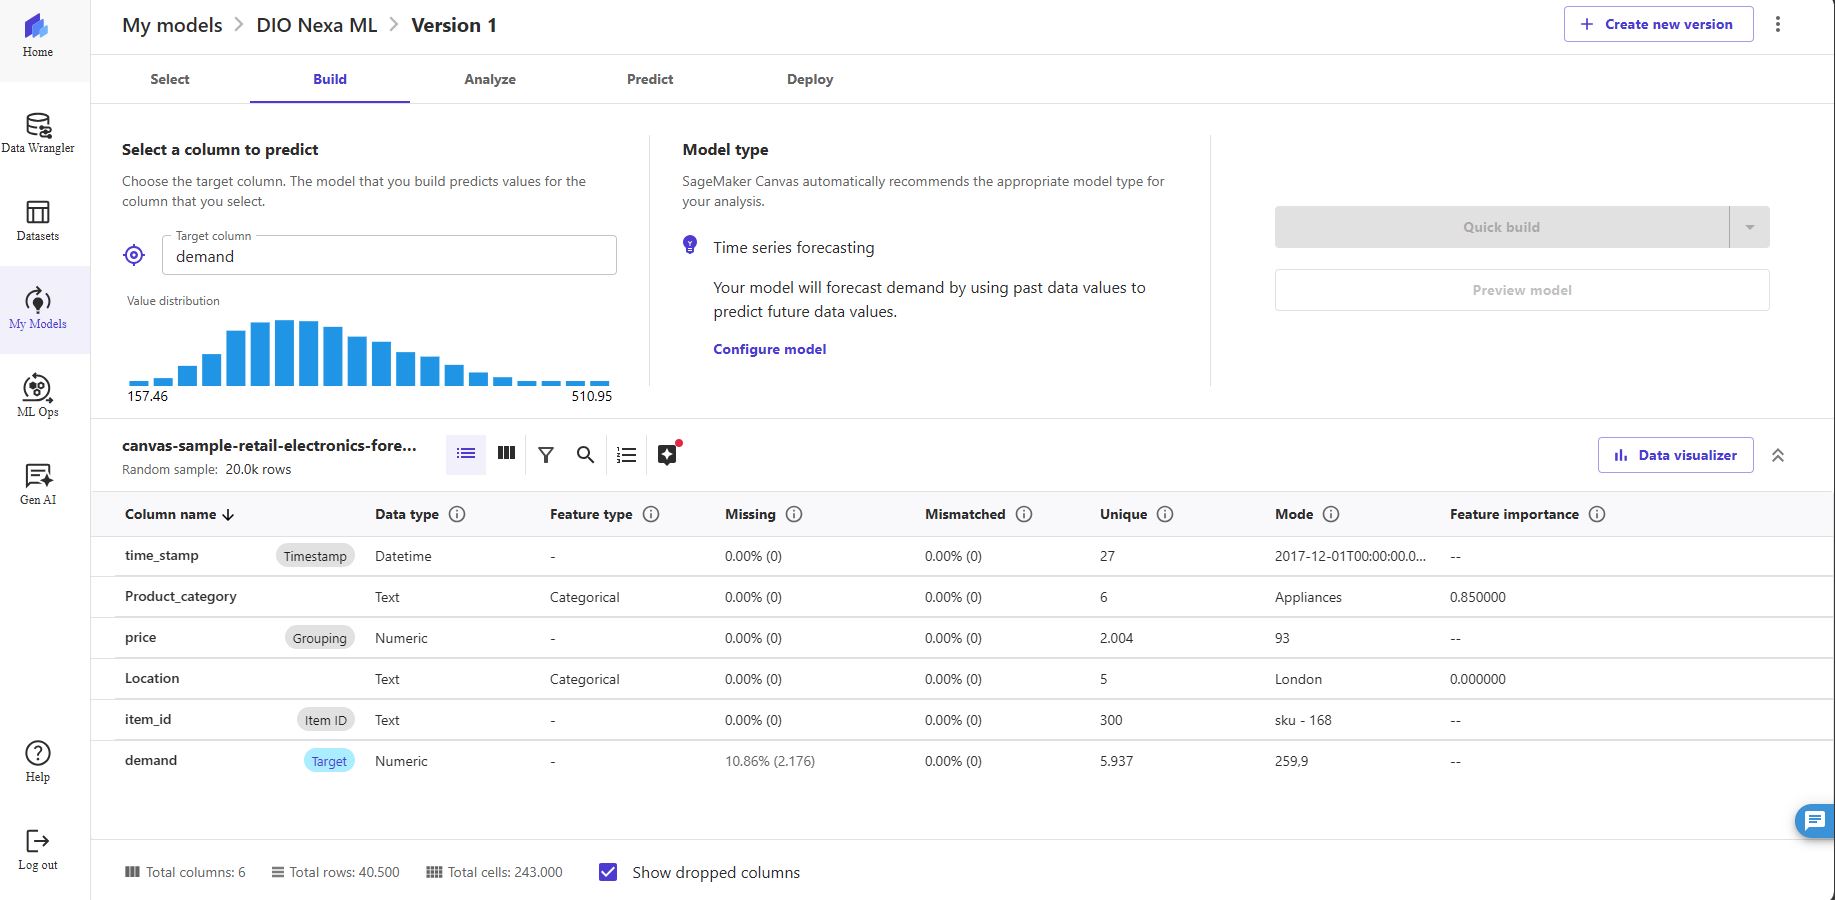 Home
Data Wrangler
Datasets
My Models
ML Ops
Gen AI
Help
Log out
My models > DIO Nexa ML > Version 1
+ Create new version
Select Build Analyze Predict Deploy
Select a column to predict
Choose the target column. The model that you build predicts values for the
column that you select.
Target column
demand
Value distribution
157.46 510.95
Model type
SageMaker Canvas automatically recommends the appropriate model type for
your analysis.
Time series forecasting
Your model will forecast demand by using past data values to
predict future data values.
Configure model
Quick build
Preview model
canvas-sample-retail-electronics-fore...
Random sample: 20.0k rows
Data visualizer
Column name Data type Feature type Missing Mismatched Unique Mode Feature importance
time_stamp Timestamp Datetime - 0.00% (0) 0.00% (0) 27 2017-12-01T00:00:00.0... --
Product_category Text Categorical 0.00% (0) 0.00% (0) 6 Appliances 0.850000
price Grouping Numeric - 0.00% (0) 0.00% (0) 2.004 93 --
Location Text Categorical 0.00% (0) 0.00% (0) 5 London 0.000000
item_id Item ID Text - 0.00% (0) 0.00% (0) 300 sku - 168 --
demand Target Numeric - 10.86% (2.176) 0.00% (0) 5.937 259,9 --
Total columns: 6 Total rows: 40.500 Total cells: 243.000 Show dropped columns